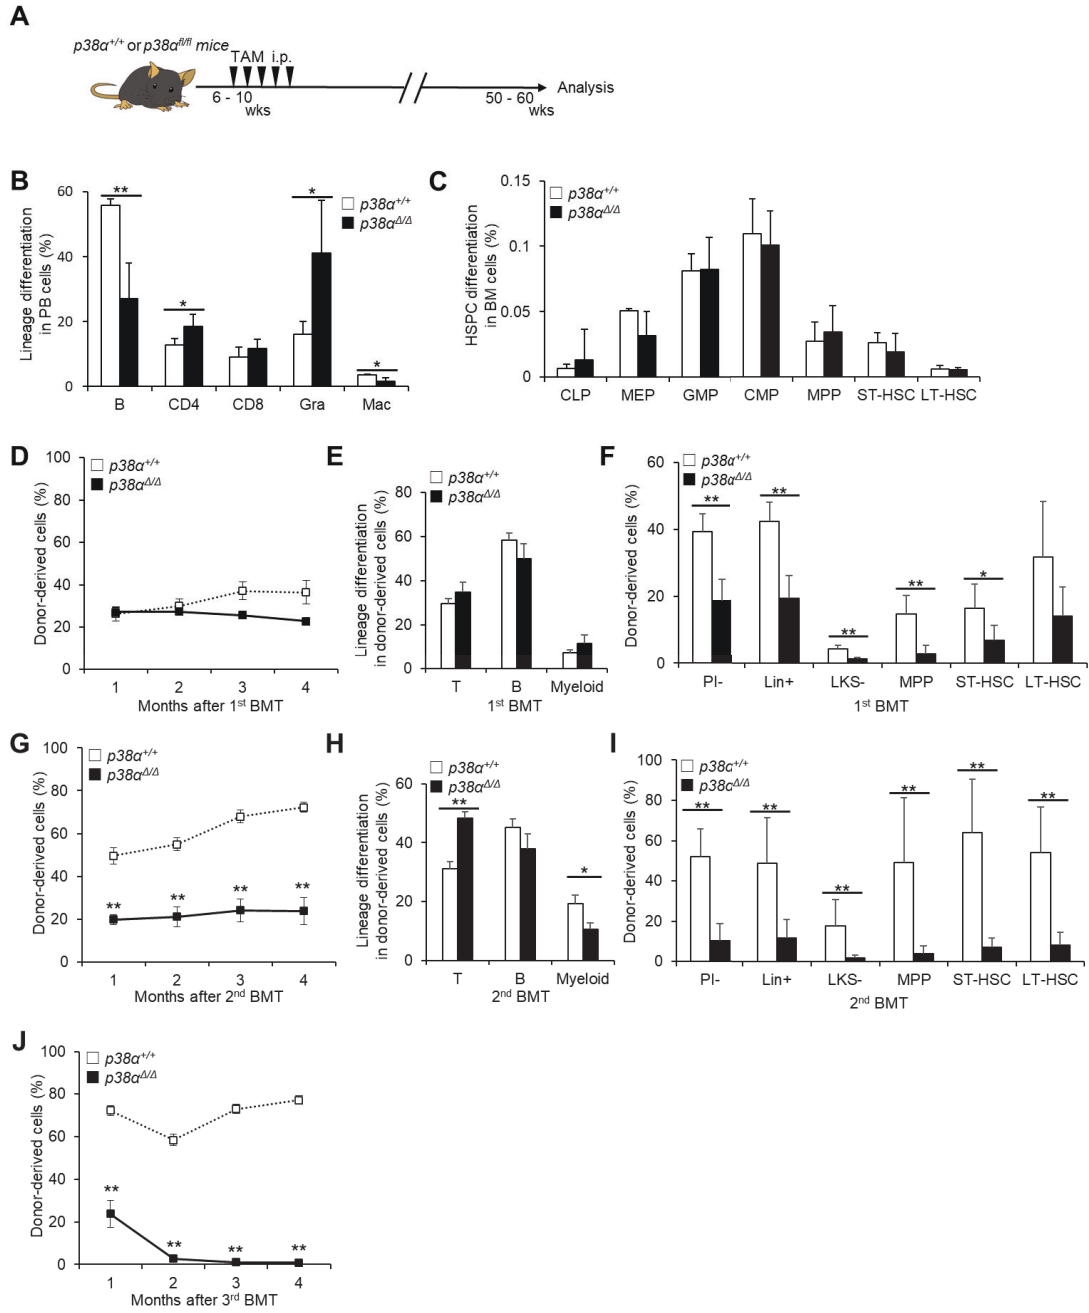 A
p38α+/+ or p38αfl/fl mice
TAM i.p.
6 - 10
wks
50 - 60
wks
Analysis
B
Lineage differentiation
in PB cells (%)
60
40
20
0
**
*
*
*
p38α+/+
p38αΔ/Δ
B CD4 CD8 Gra Mac
C
HSPC differentiation
in BM cells (%)
0.15
0.1
0.05
0
p38α+/+
p38αΔ/Δ
CLP MEP GMP CMP MPP ST-HSC LT-HSC
D
Donor-derived cells (%)
100
80
60
40
20
0
p38α+/+
p38αΔ/Δ
1 2 3 4
Months after 1st BMT
E
Lineage differentiation
in donor-derived cells (%)
80
60
40
20
0
p38α+/+
p38αΔ/Δ
T B Myeloid
1st BMT
F
Donor-derived cells (%)
60
40
20
0
p38α+/+
p38αΔ/Δ
** ** ** ** *
PI- Lin+ LKS- MPP ST-HSC LT-HSC
1st BMT
G
Donor-derived cells (%)
100
80
60
40
20
0
p38α+/+
p38αΔ/Δ
** ** ** **
1 2 3 4
Months after 2nd BMT
H
Lineage differentiation
in donor-derived cells (%)
60
40
20
0
p38α+/+
p38αΔ/Δ
** *
T B Myeloid
2nd BMT
I
Donor-derived cells (%)
100
80
60
40
20
0
p38α+/+
p38αΔ/Δ
** ** ** ** ** **
PI- Lin+ LKS- MPP ST-HSC LT-HSC
2nd BMT
J
Donor-derived cells (%)
100
80
60
40
20
0
p38α+/+
p38αΔ/Δ
** ** ** **
1 2 3 4
Months after 3rd BMT